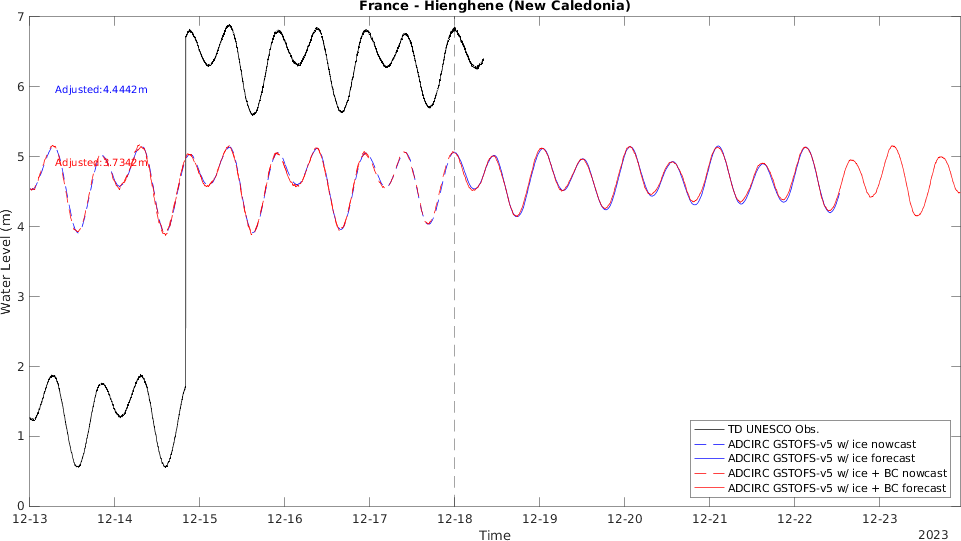 France - Hienghene (New Caledonia)
7
6
5
4
3
2
1
0
Water Level (m)
Adjusted:4.4442m
Adjusted:3.7342m
TD UNESCO Obs.
ADCIRC GSTOFS-v5 w/ ice nowcast
ADCIRC GSTOFS-v5 w/ ice forecast
ADCIRC GSTOFS-v5 w/ ice + BC nowcast
ADCIRC GSTOFS-v5 w/ ice + BC forecast
12-13 12-14 12-15 12-16 12-17 12-18 12-19 12-20 12-21 12-22 12-23
Time
2023